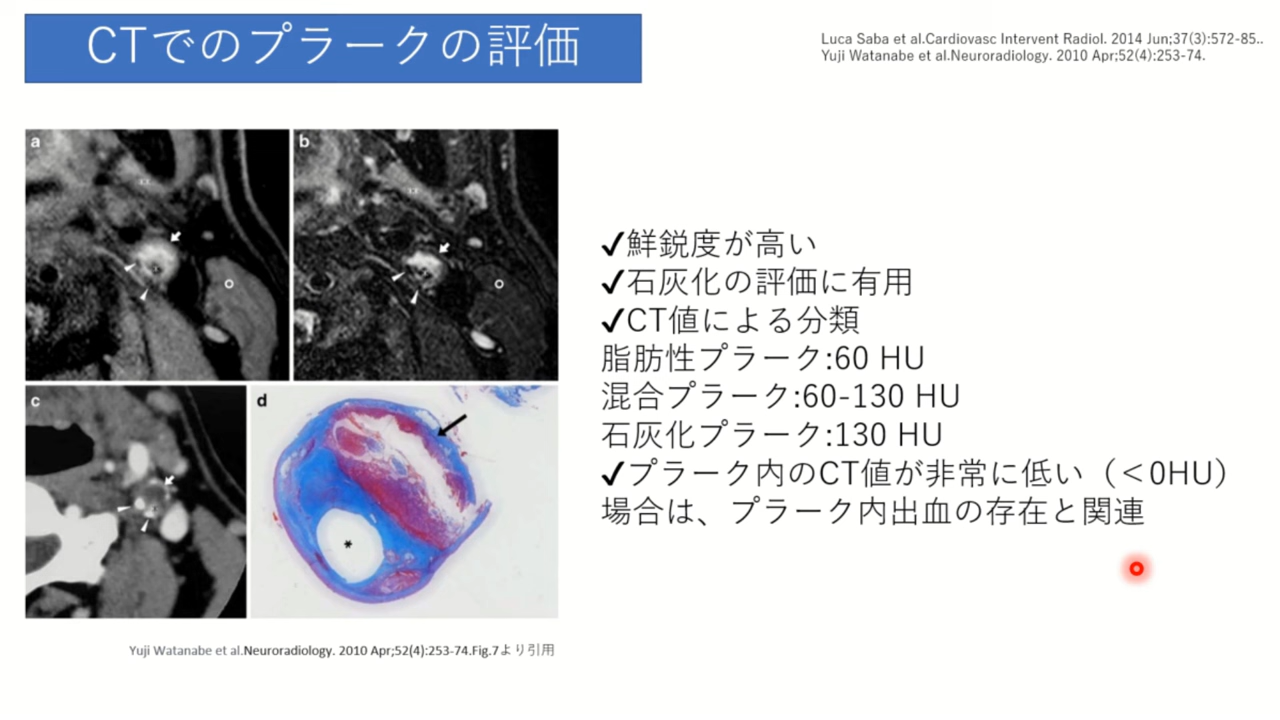 CTでのプラークの評価
Luca Saba et al.Cardiovasc Intervent Radiol. 2014 Jun;37(3):572-85..
Yuji Watanabe et al.Neuroradiology. 2010 Apr;52(4):253-74.
a
b
c
d
*
✓鮮鋭度が高い
✓石灰化の評価に有用
✓CT値による分類
脂肪性プラーク:60 HU
混合プラーク:60-130 HU
石灰化プラーク:130 HU
✓プラーク内のCT値が非常に低い（＜0HU）
場合は、プラーク内出血の存在と関連
Yuji Watanabe et al.Neuroradiology. 2010 Apr;52(4):253-74.Fig.7より引用